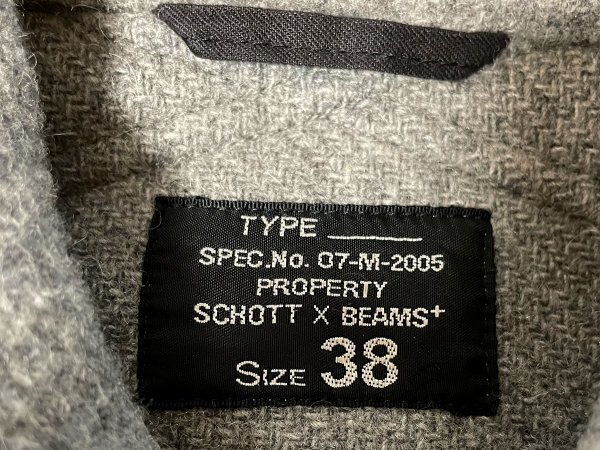 TYPE ______
SPEC.No. 07-M-2005
PROPERTY
SCHOTT X BEAMS+
SIZE 38